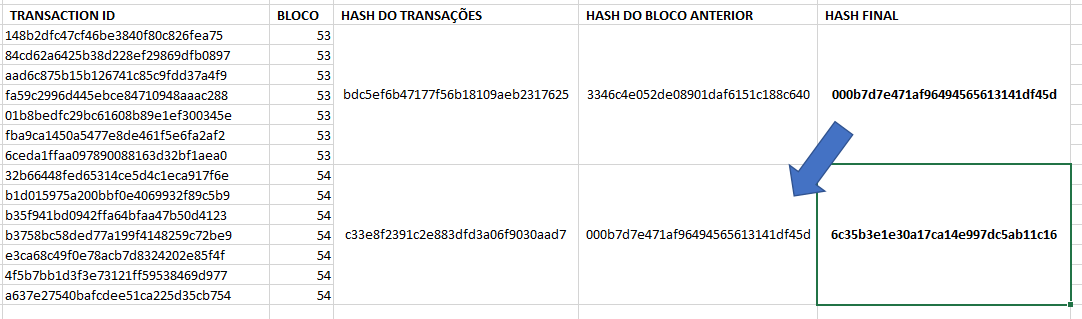 TRANSACTION ID BLOCO HASH DO TRANSAÇÕES HASH DO BLOCO ANTERIOR HASH FINAL
148b2dfc47cf46be3840f80c826fea75 53
84cd62a6425b38d228ef29869dfb0897 53
aad6c875b15b126741c85c9fdd37a4f9 53
fa59c2996d445ebce84710948aaac288 53 bdc5ef6b47177f56b18109aeb2317625 3346c4e052de08901daf6151c188c640 000b7d7e471af96494565613141df45d
01b8bedfc29bc61608b89e1ef300345e 53
fba9ca1450a5477e8de461f5e6fa2af2 53
6ceda1ffaa097890088163d32bf1aea0 53
32b66448fed65314ce5d4c1eca917f6e 54
b1d015975a200bbf0e4069932f89c5b9 54
b35f941bd0942ffa64bfaa47b50d4123 54
b3758bc58ded77a199f4148259c72be9 54 c33e8f2391c2e883dfd3a06f9030aad7 000b7d7e471af96494565613141df45d 6c35b3e1e30a17ca14e997dc5ab11c16
e3ca68c49f0e78acb7d8324202e85f4f 54
4f5b7bb1d3f3e73121ff59538469d977 54
a637e27540bafcdee51ca225d35cb754 54